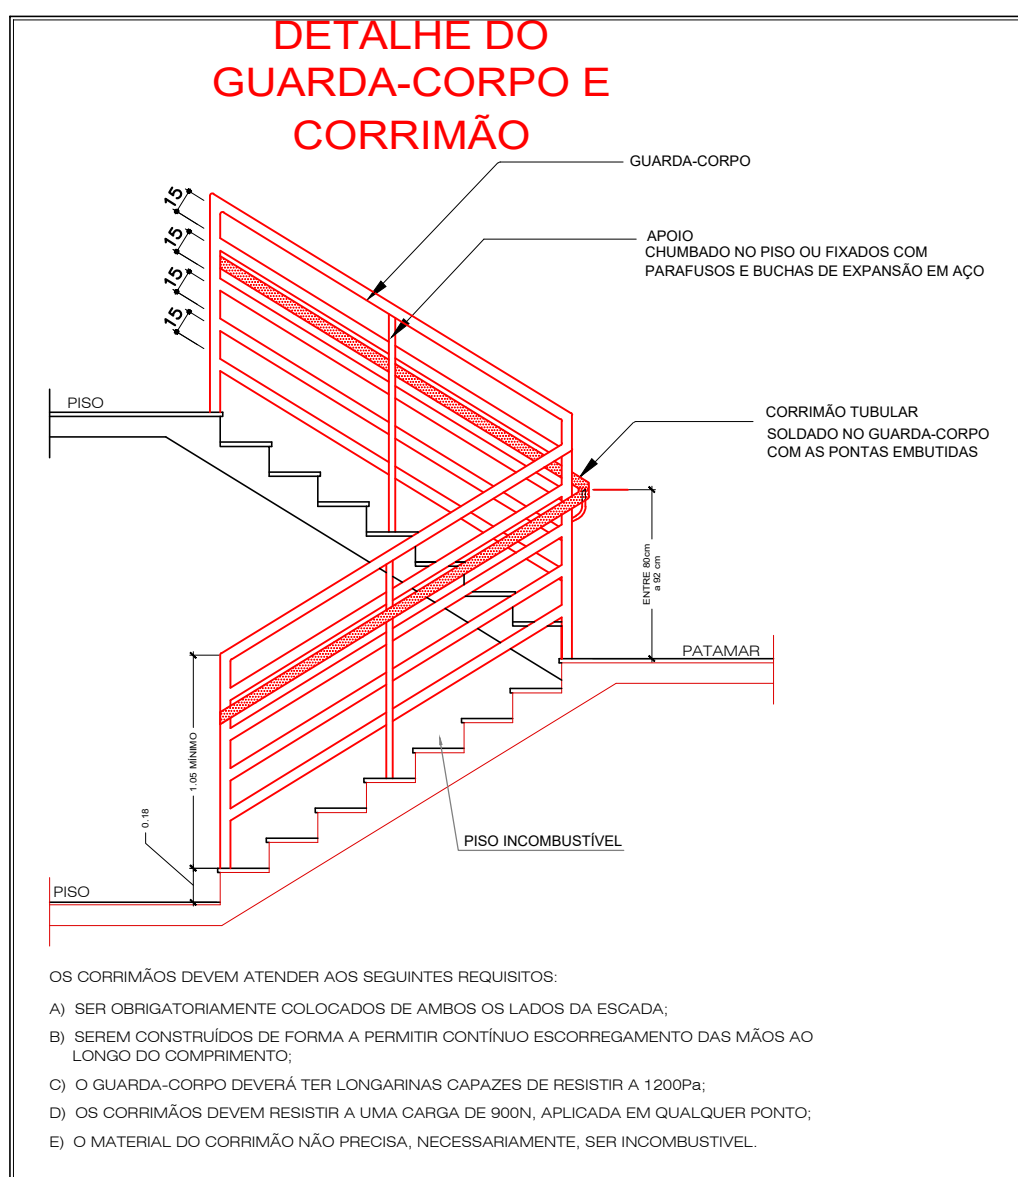 DETALHE DO
GUARDA-CORPO E
CORRIMÃO
GUARDA-CORPO
15
15
15
15
APOIO
CHUMBADO NO PISO OU FIXADOS COM
PARAFUSOS E BUCHAS DE EXPANSÃO EM AÇO
PISO
CORRIMÃO TUBULAR
SOLDADO NO GUARDA-CORPO
COM AS PONTAS EMBUTIDAS
ENTRE 80cm
a 92 cm
PATAMAR
1.05 MÍNIMO
0.18
PISO INCOMBUSTÍVEL
PISO
OS CORRIMÃOS DEVEM ATENDER AOS SEGUINTES REQUISITOS:
A) SER OBRIGATORIAMENTE COLOCADOS DE AMBOS OS LADOS DA ESCADA;
B) SEREM CONSTRUÍDOS DE FORMA A PERMITIR CONTÍNUO ESCORREGAMENTO DAS MÃOS AO
LONGO DO COMPRIMENTO;
C) O GUARDA-CORPO DEVERÁ TER LONGARINAS CAPAZES DE RESISTIR A 1200Pa;
D) OS CORRIMÃOS DEVEM RESISTIR A UMA CARGA DE 900N, APLICADA EM QUALQUER PONTO;
E) O MATERIAL DO CORRIMÃO NÃO PRECISA, NECESSARIAMENTE, SER INCOMBUSTIVEL.